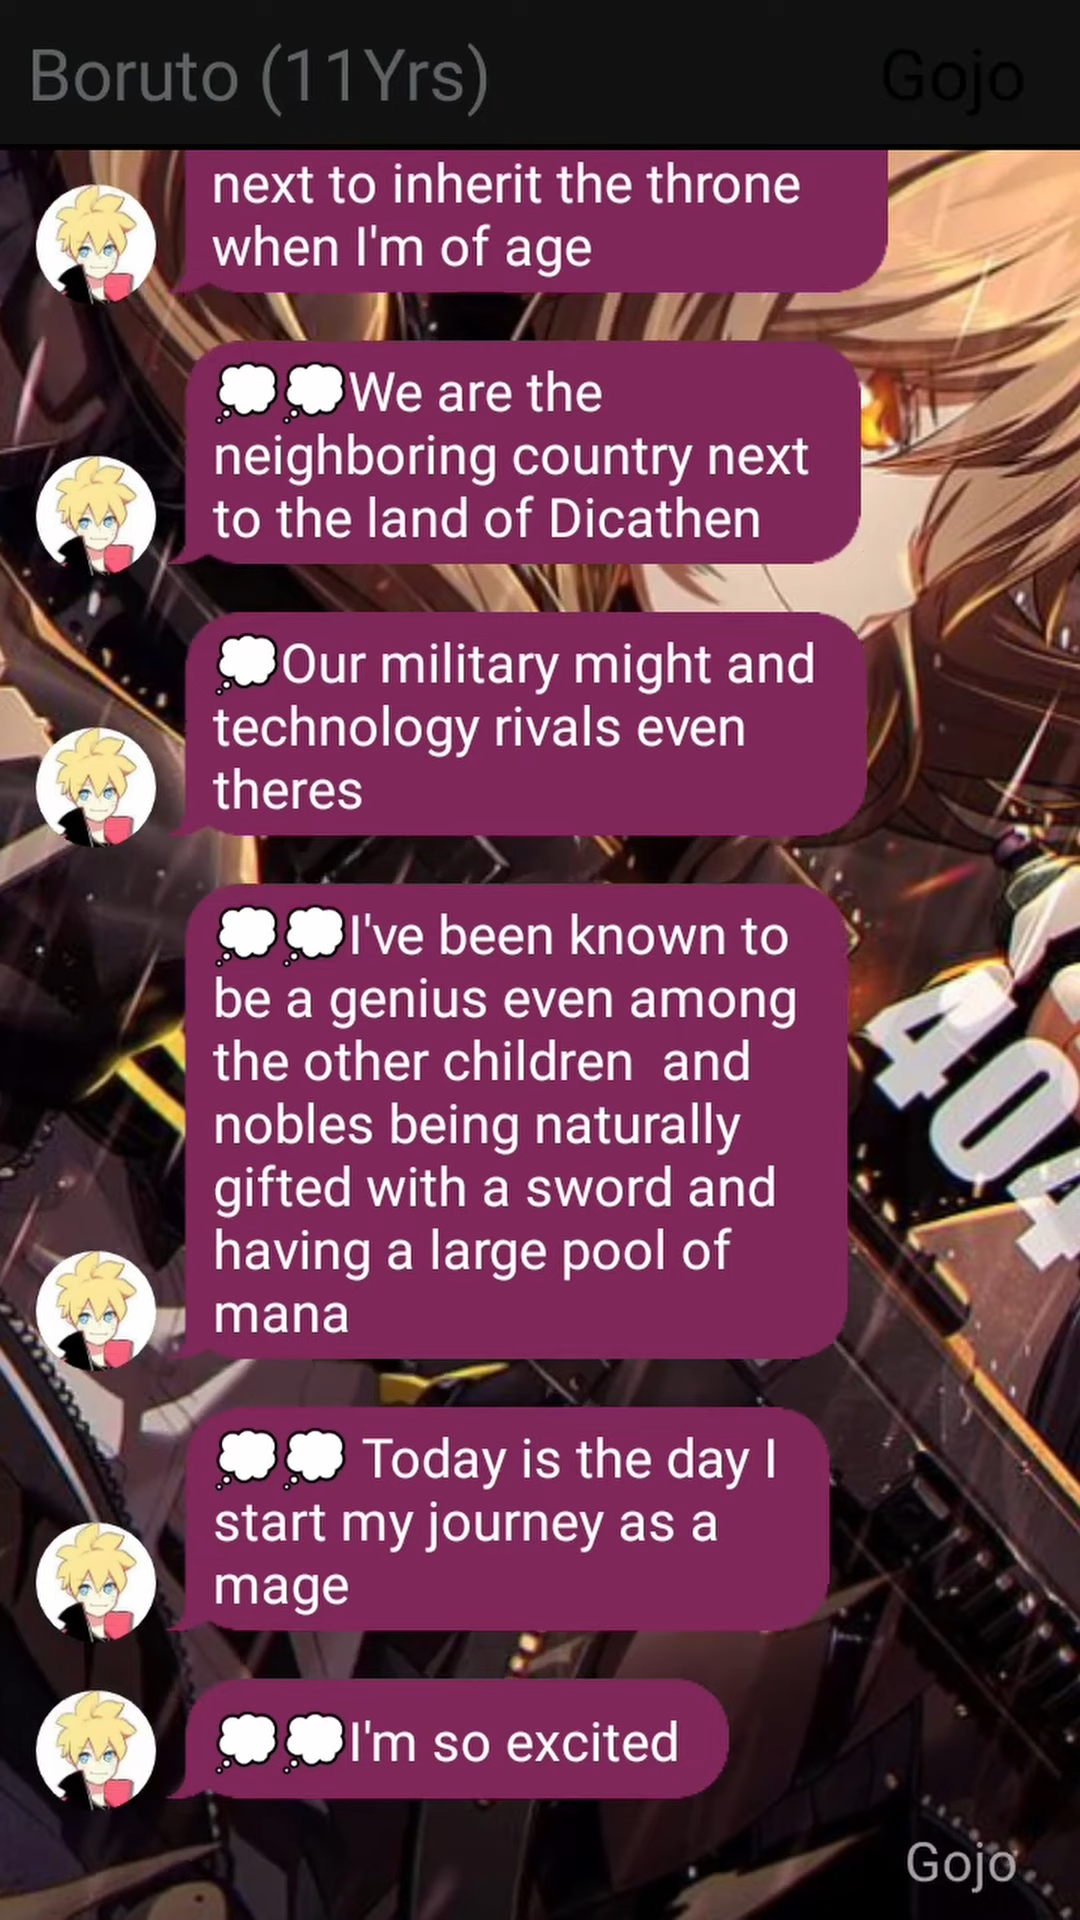 Boruto (11Yrs)
Gojo
next to inherit the throne
when I'm of age
💭💭We are the
neighboring country next
to the land of Dicathen
💭Our military might and
technology rivals even
theres
💭💭I've been known to
be a genius even among
the other children  and
nobles being naturally
gifted with a sword and
having a large pool of
mana
💭💭 Today is the day I
start my journey as a
mage
💭💭I'm so excited
404
Gojo